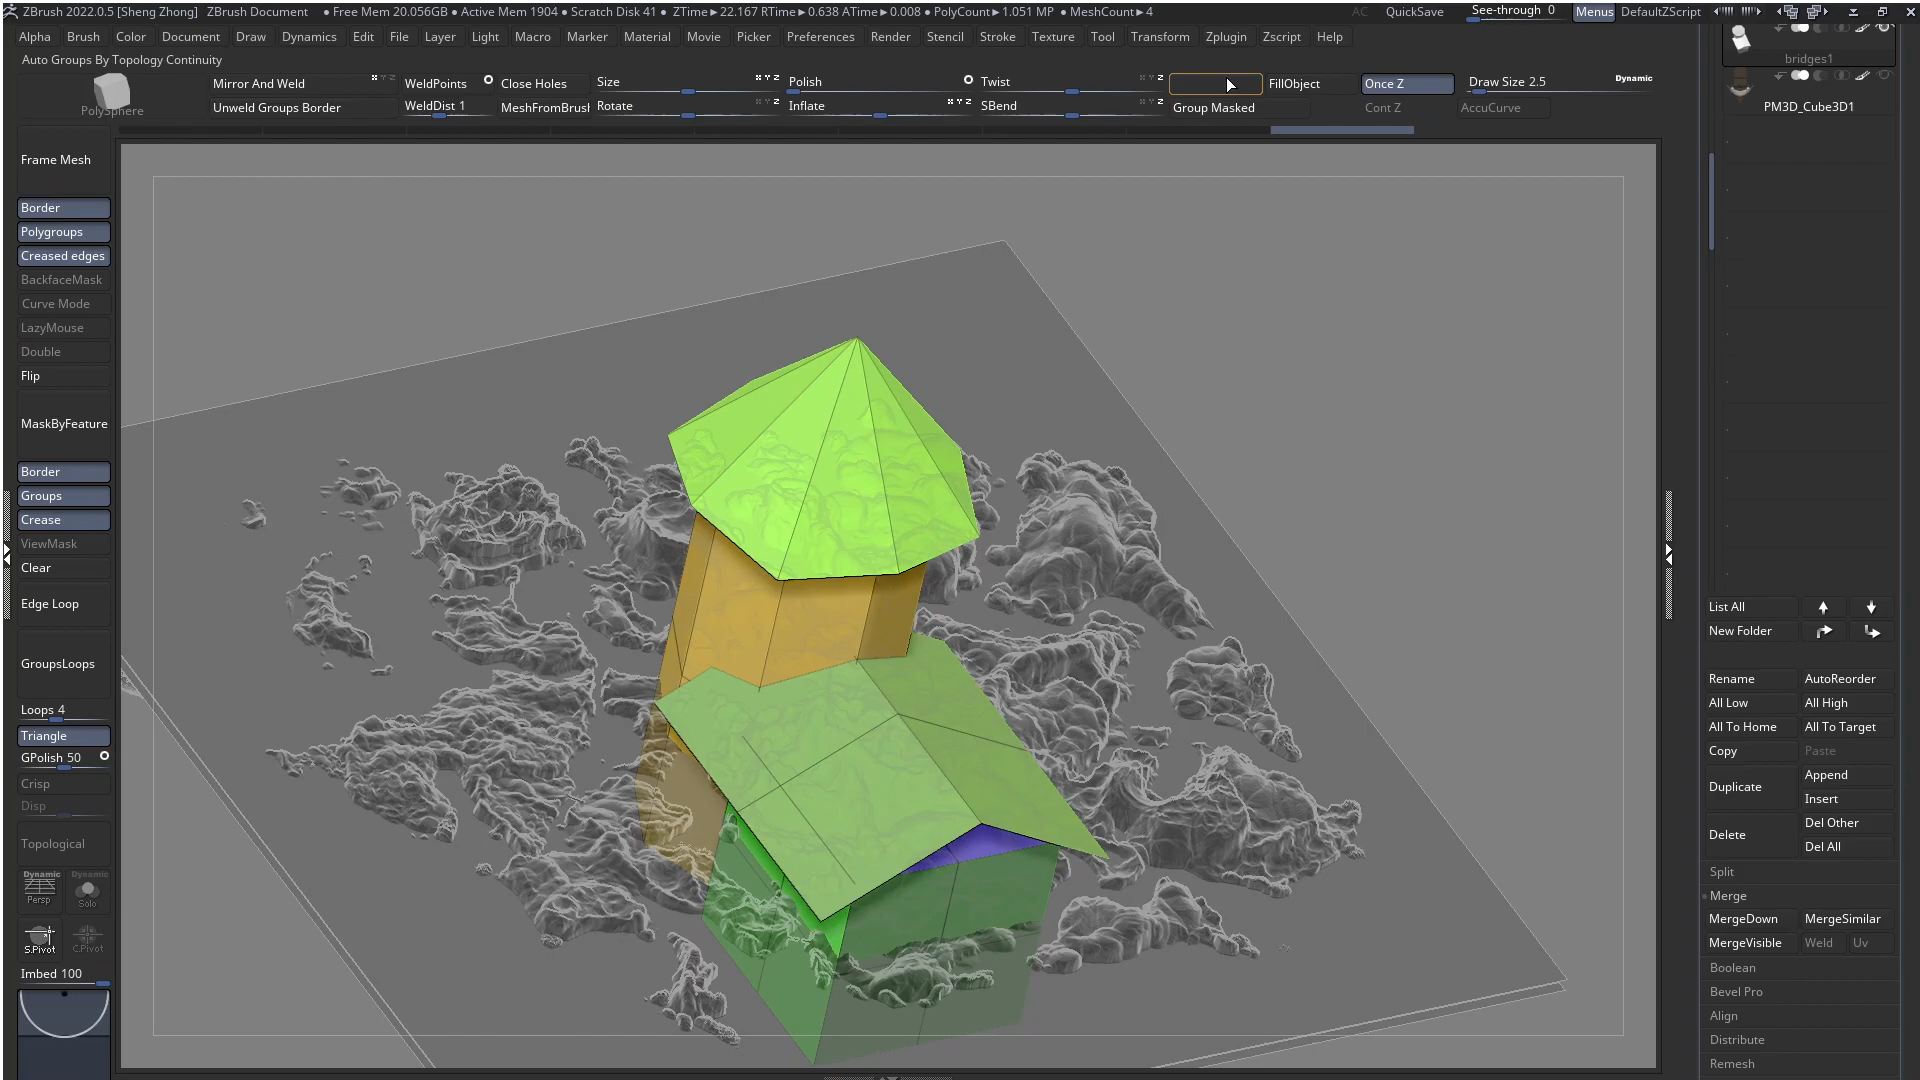 ZBrush 2022.0.5 [Sheng Zhong] ZBrush Document ● Free Mem 20.056GB ● Active Mem 1904 ● Scratch Disk 41 ● ZTime►22.167 RTime►0.638 ATime►0.008 ● PolyCount►1.051 MP ● MeshCount►4 AC QuickSave See-through 0 Menus DefaultZScript
Alpha Brush Color Document Draw Dynamics Edit File Layer Light Macro Marker Material Movie Picker Preferences Render Stencil Stroke Texture Tool Transform Zplugin Zscript Help
Auto Groups By Topology Continuity
PolySphere
Mirror And Weld WeldPoints Close Holes Size Polish Twist FillObject Once Z Draw Size 2.5 Dynamic
Unweld Groups Border WeldDist 1 MeshFromBrush Rotate Inflate SBend Group Masked Cont Z AccuCurve
Frame Mesh
Border
Polygroups
Creased edges
BackfaceMask
Curve Mode
LazyMouse
Double
Flip
MaskByFeature
Border
Groups
Crease
ViewMask
Clear
Edge Loop
GroupsLoops
Loops 4
Triangle
GPolish 50
Crisp
Disp
Topological
Dynamic Dynamic
Persp Solo
S.Pivot C.Pivot
Imbed 100
bridges1
PM3D_Cube3D1
List All
New Folder
Rename AutoReorder
All Low All High
All To Home All To Target
Copy Paste
Duplicate Append
Insert
Delete Del Other
Del All
Split
Merge
MergeDown MergeSimilar
MergeVisible Weld Uv
Boolean
Bevel Pro
Align
Distribute
Remesh